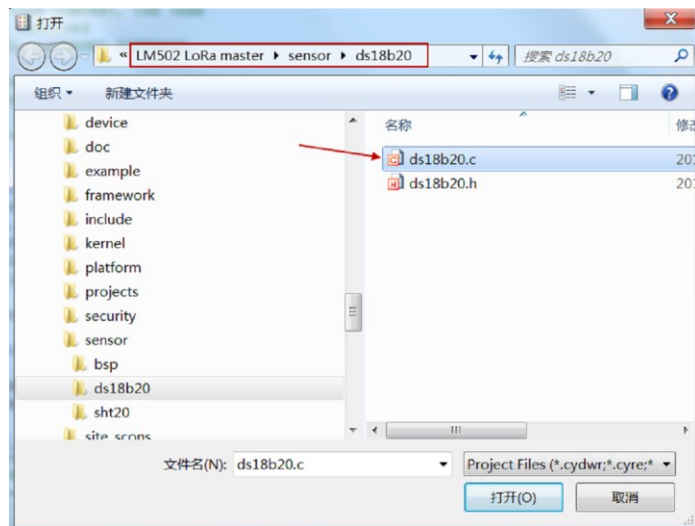 打开
« LM502 LoRa master sensor ds18b20
搜索 ds18b20
组织 新建文件夹
device
doc
example
framework
include
kernel
platform
projects
security
sensor
bsp
ds18b20
sht20
site_scons
名称
ds18b20.c
ds18b20.h
文件名(N): ds18b20.c
Project Files (*.cydwr;*.cyre;*
打开(O) 取消